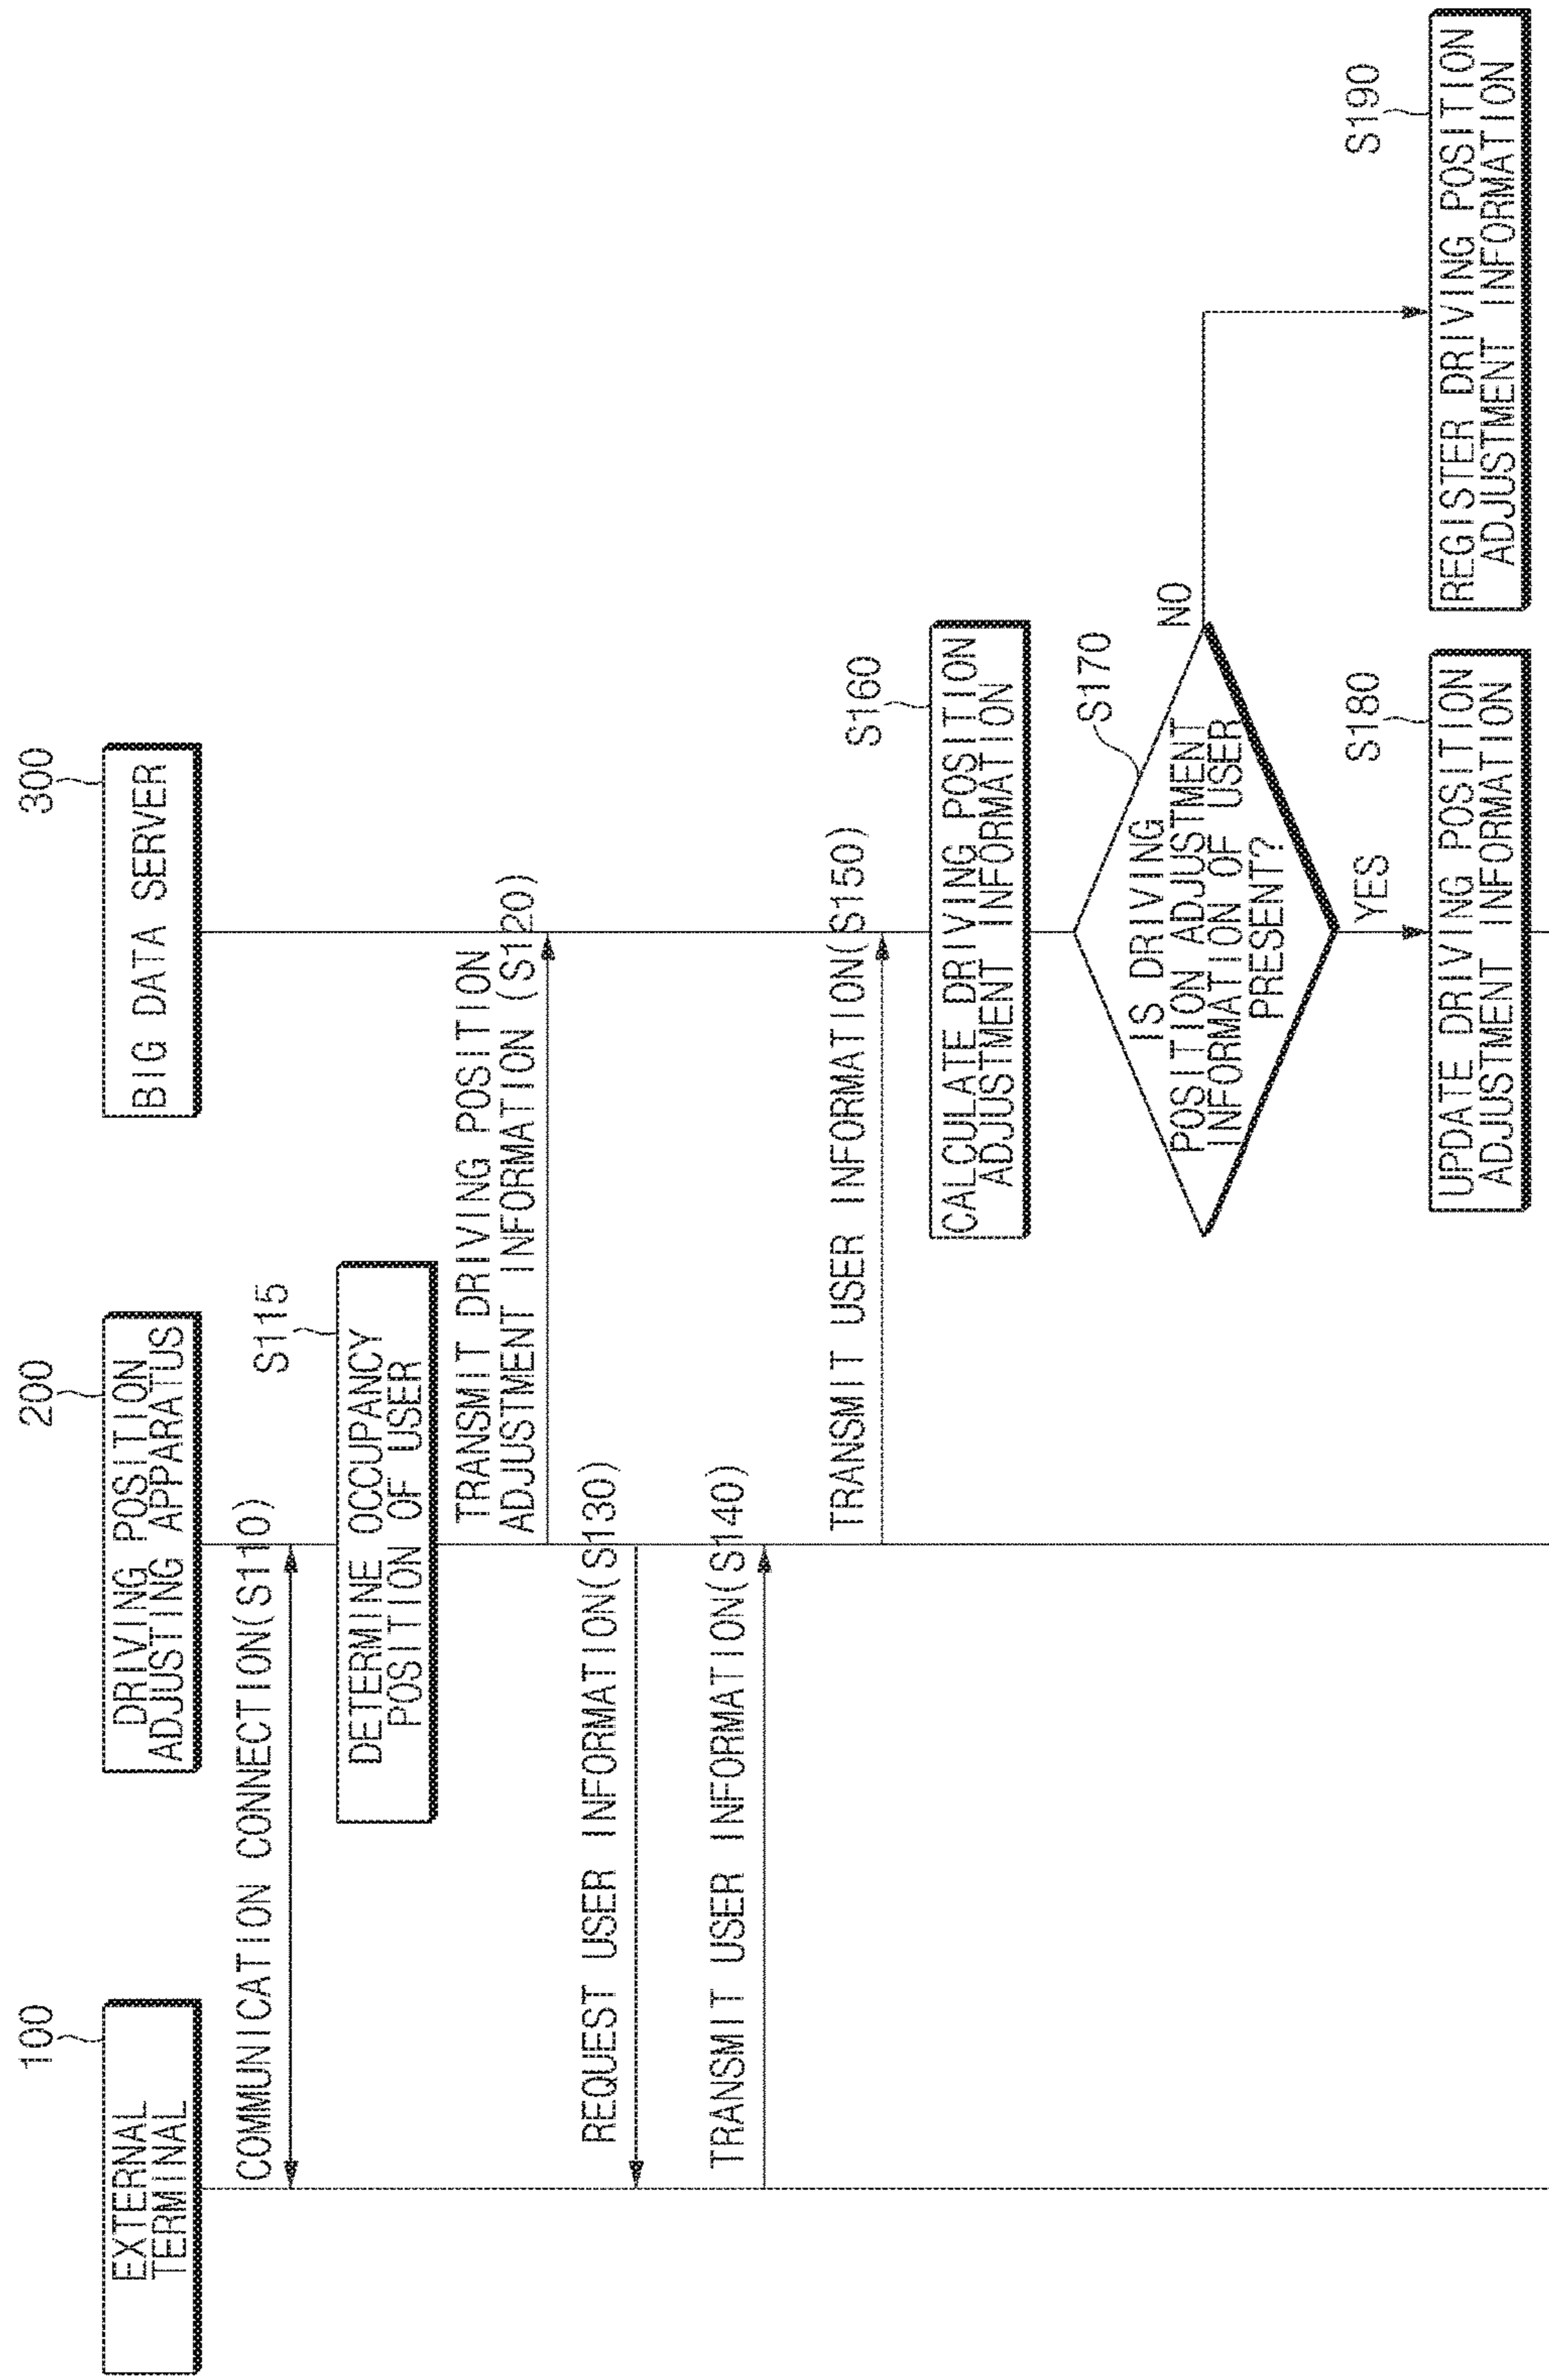 100
EXTERNAL
TERMINAL
200
DRIVING POSITION
ADJUSTING APPARATUS
300
BIG DATA SERVER
COMMUNICATION CONNECTION(S110)
S115
DETERMINE OCCUPANCY
POSITION OF USER
TRANSMIT DRIVING POSITION
ADJUSTMENT INFORMATION (S120)
REQUEST USER INFORMATION(S130)
TRANSMIT USER INFORMATION(S140)
TRANSMIT USER INFORMATION(S150)
S160
CALCULATE DRIVING POSITION
ADJUSTMENT INFORMATION
S170
IS DRIVING
POSITION ADJUSTMENT
INFORMATION OF USER
PRESENT?
NO
YES
S180
UPDATE DRIVING POSITION
ADJUSTMENT INFORMATION
S190
REGISTER DRIVING POSITION
ADJUSTMENT INFORMATION